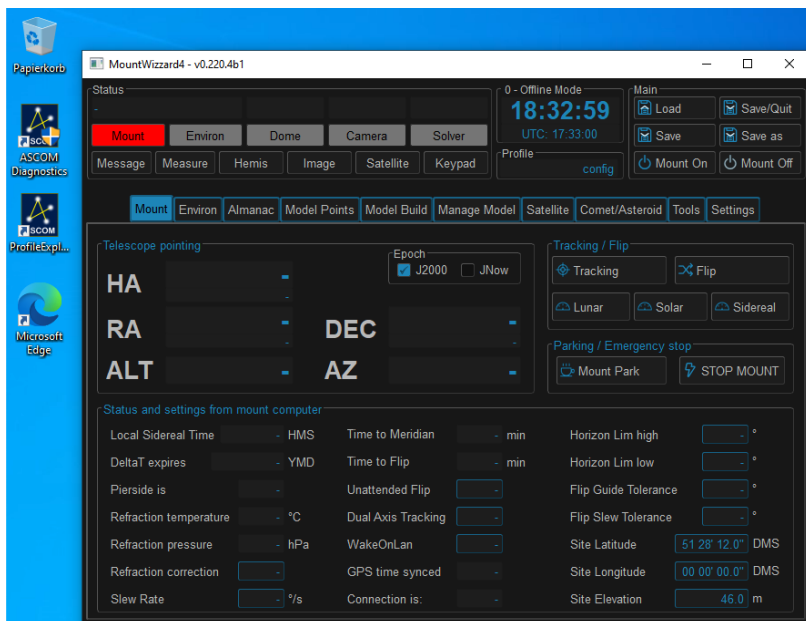 Papierkorb
ASCOM
Diagnostics
SCOM
ProfileExpl...
Microsoft
Edge
MountWizzard4 - v0.220.4b1
Status
-
Mount Environ Dome Camera Solver
Message Measure Hemis Image Satellite Keypad
0 - Offline Mode
18:32:59
UTC: 17:33:00
Profile
config
Main
Load Save/Quit
Save Save as
Mount On Mount Off
Mount Environ Almanac Model Points Model Build Manage Model Satellite Comet/Asteroid Tools Settings
Telescope pointing
Epoch
J2000 JNow
HA -
-
RA - DEC -
- -
ALT - AZ -
Tracking / Flip
Tracking Flip
Lunar Solar Sidereal
Parking / Emergency stop
Mount Park STOP MOUNT
Status and settings from mount computer
Local Sidereal Time - HMS Time to Meridian - min Horizon Lim high - °
DeltaT expires - YMD Time to Flip - min Horizon Lim low - °
Pierside is - Unattended Flip - Flip Guide Tolerance - °
Refraction temperature - °C Dual Axis Tracking - Flip Slew Tolerance - °
Refraction pressure - hPa WakeOnLan - Site Latitude 51 28' 12.0" DMS
Refraction correction - GPS time synced - Site Longitude 00 00' 00.0" DMS
Slew Rate - °/s Connection is: - Site Elevation 46.0 m